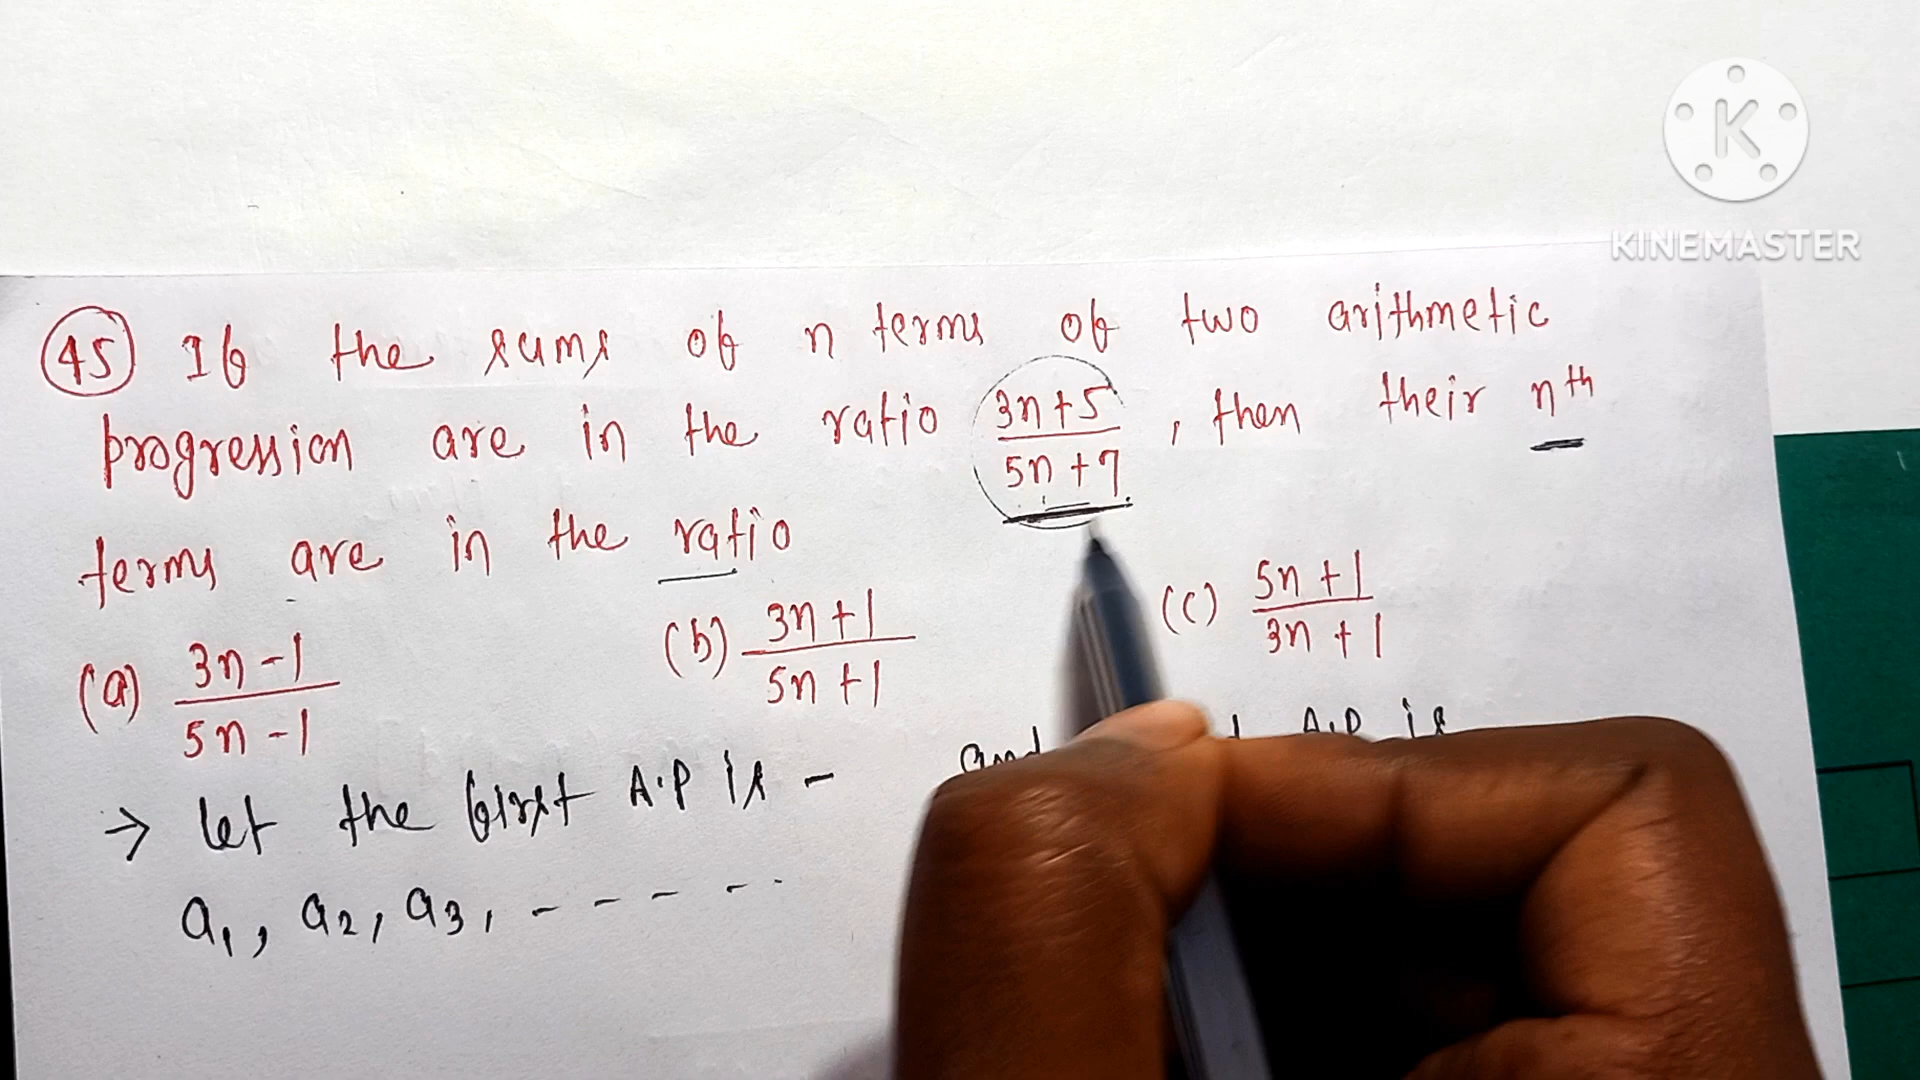 KINEMASTER
45 If the sums of n terms of two arithmetic
progression are in the ratio 3n+5/5n+7, then their nth
terms are in the ratio
(a) 3n-1/5n-1 (b) 3n+1/5n+1 (c) 5n+1/3n+1
→ let the first A.P is - and A.P is
a1, a2, a3, - - - - -